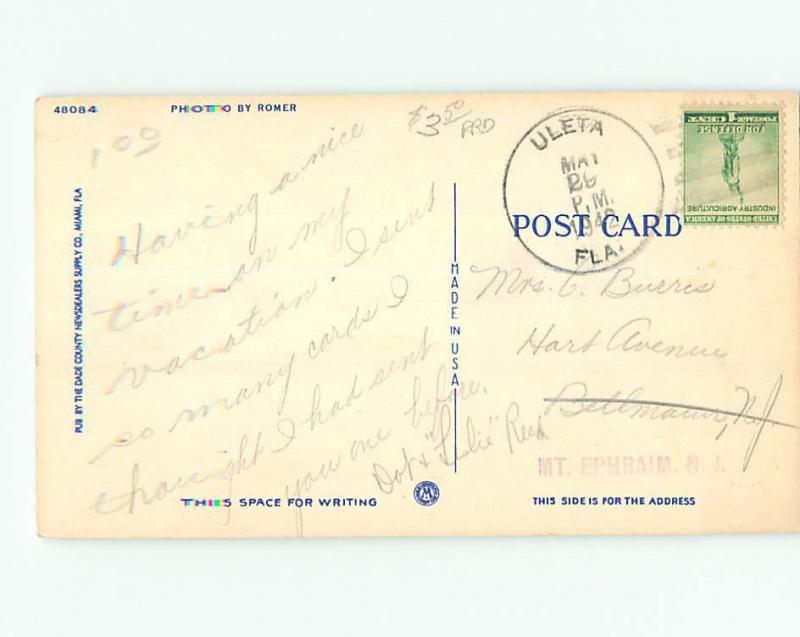 48084
PHOTO BY ROMER
$3.50
PRD
1.00
PUB BY THE DADE COUNTY NEWSDEALERS SUPPLY CO., MIAMI, FLA
Having a nice
time on my
vacation. I sent
so many cards I
thought I had sent
you one before.
Dot & "Leslie" Reed
THIS SPACE FOR WRITING
MADE IN USA
ULETA
MAY
26
P.M.
1942
FLA.
UNITED STATES OF AMERICA
INDUSTRY-AGRICULTURE
FOR DEFENSE
POSTAGE 1 CENT
POST CARD
Mrs. C. Burris
Hart Avenue
Bellmawr, N.J.
MT. EPHRAIM, N. J.
THIS SIDE IS FOR THE ADDRESS